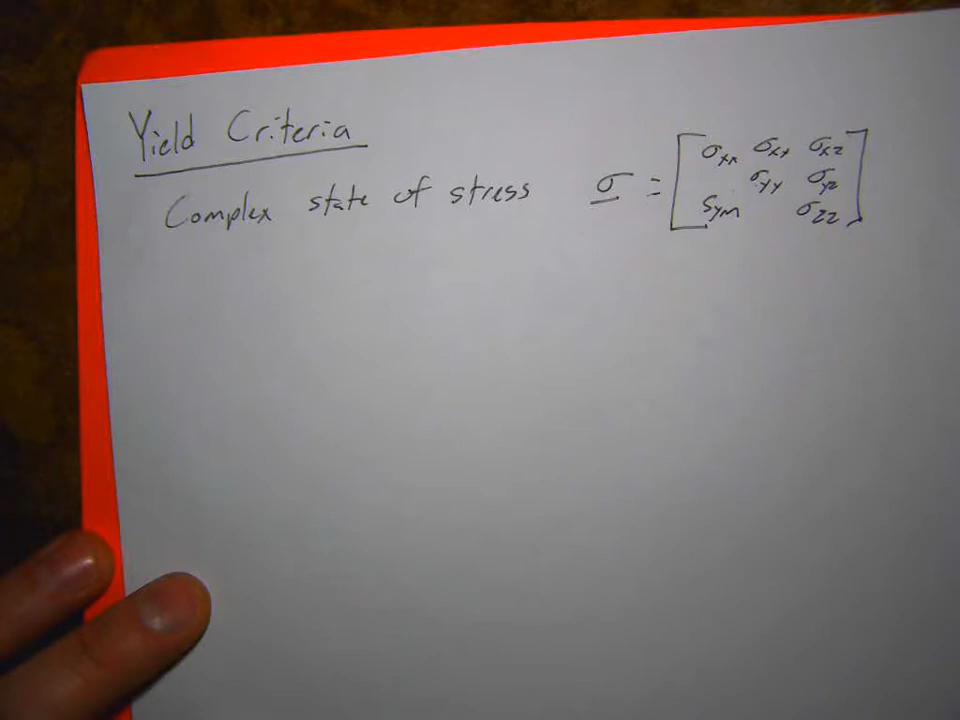 Yield Criteria
Complex state of stress σ = [ σxx σxy σxz
σyy σyz
Sym σzz ]